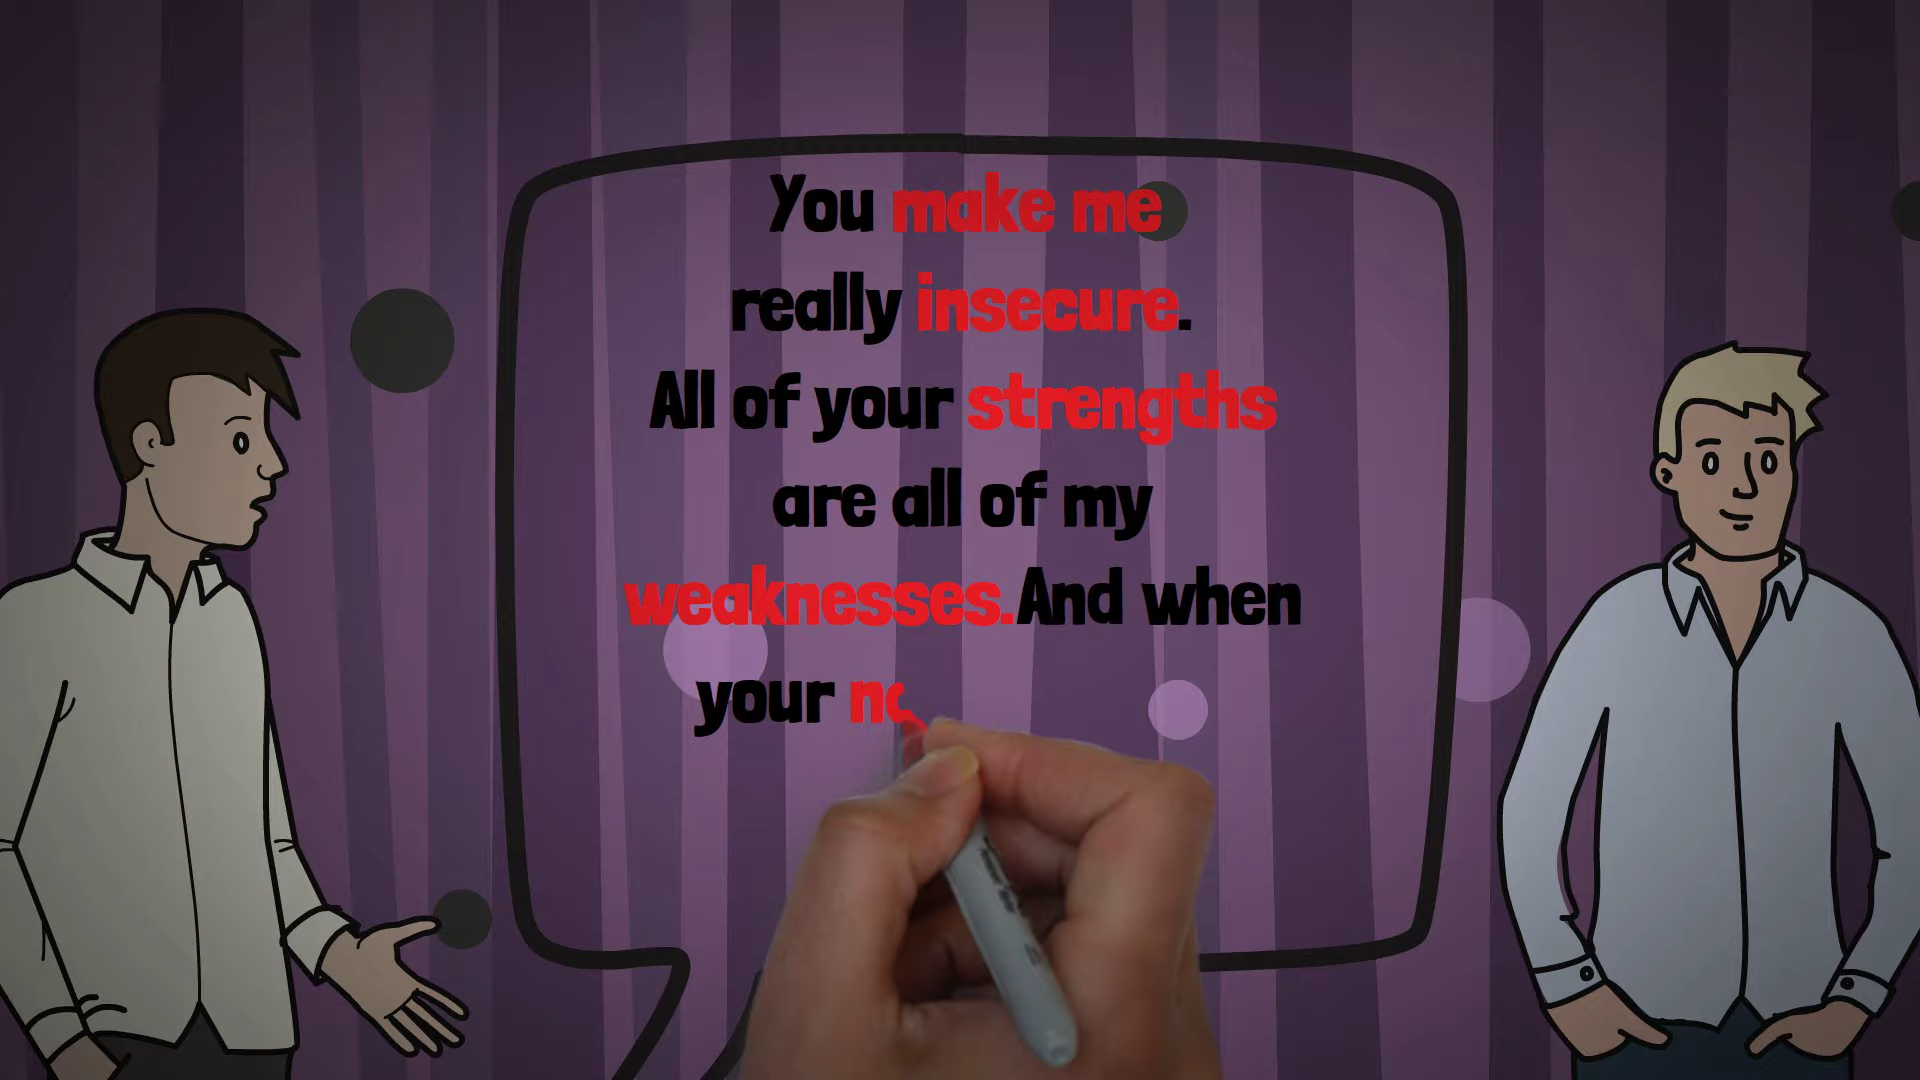 You make me
really insecure.
All of your strengths
are all of my
weaknesses.And when
your